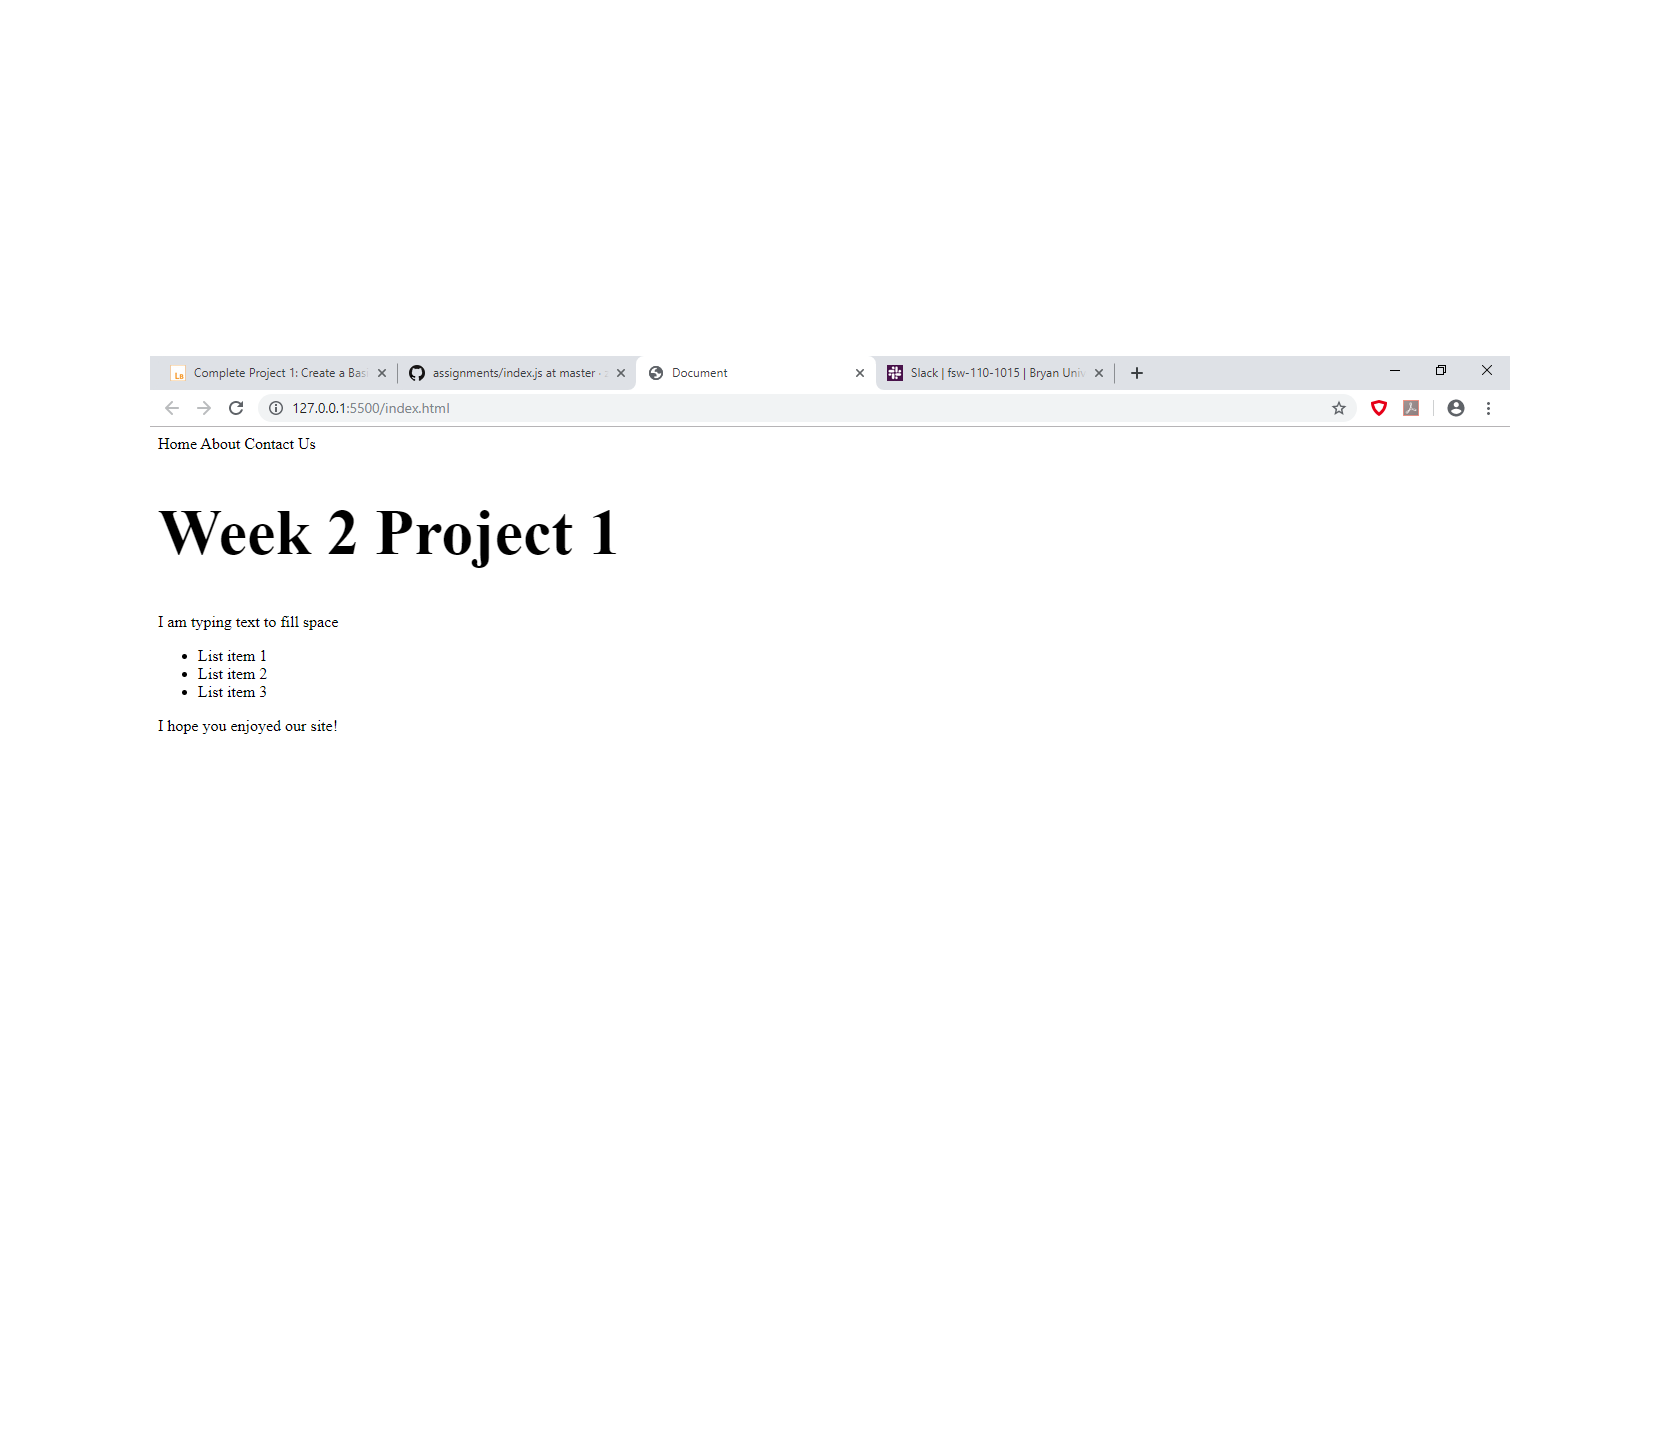 Complete Project 1: Create a Bas
assignments/index.js at master ·
Document
Slack | fsw-110-1015 | Bryan Univ
127.0.0.1:5500/index.html
Home About Contact Us
Week 2 Project 1
I am typing text to fill space
• List item 1
• List item 2
• List item 3
I hope you enjoyed our site!